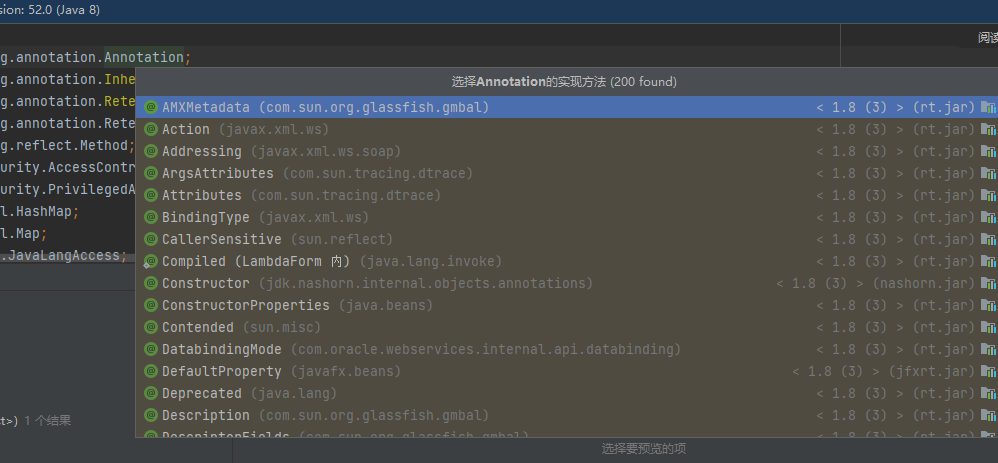 sion: 52.0 (Java 8)
阅读
g.annotation.Annotation;
g.annotation.Inhe
g.annotation.Rete
g.annotation.Rete
g.reflect.Method;
urity.AccessContr
urity.PrivilegedA
l.HashMap;
l.Map;
.JavaLangAccess;
选择Annotation的实现方法 (200 found)
AMXMetadata (com.sun.org.glassfish.gmbal) < 1.8 (3) > (rt.jar)
Action (javax.xml.ws) < 1.8 (3) > (rt.jar)
Addressing (javax.xml.ws.soap) < 1.8 (3) > (rt.jar)
ArgsAttributes (com.sun.tracing.dtrace) < 1.8 (3) > (rt.jar)
Attributes (com.sun.tracing.dtrace) < 1.8 (3) > (rt.jar)
BindingType (javax.xml.ws) < 1.8 (3) > (rt.jar)
CallerSensitive (sun.reflect) < 1.8 (3) > (rt.jar)
Compiled (LambdaForm 内) (java.lang.invoke) < 1.8 (3) > (rt.jar)
Constructor (jdk.nashorn.internal.objects.annotations) < 1.8 (3) > (nashorn.jar)
ConstructorProperties (java.beans) < 1.8 (3) > (rt.jar)
Contended (sun.misc) < 1.8 (3) > (rt.jar)
DatabindingMode (com.oracle.webservices.internal.api.databinding) < 1.8 (3) > (rt.jar)
DefaultProperty (javafx.beans) < 1.8 (3) > (jfxrt.jar)
Deprecated (java.lang) < 1.8 (3) > (rt.jar)
Description (com.sun.org.glassfish.gmbal) < 1.8 (3) > (rt.jar)
DescriptorFields (com.sun.org.glassfish.gmbal) < 1.8 (3) > (rt.jar)
t>) 1 个结果
选择要预览的项